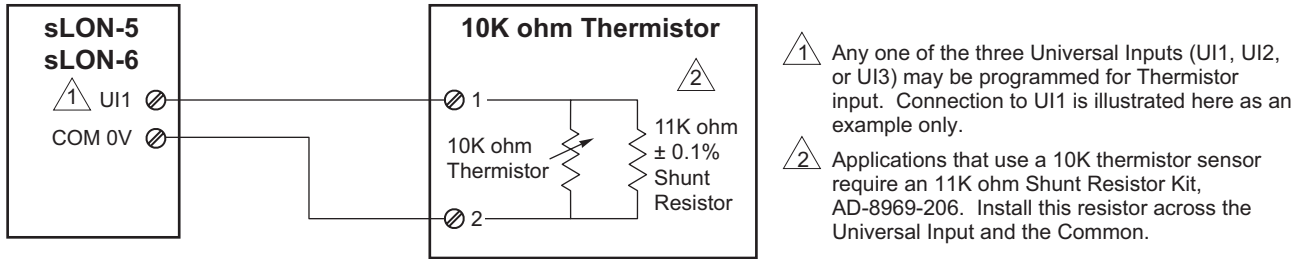 sLON-5
sLON-6
1 UI1
COM 0V
10K ohm Thermistor
2
1
10K ohm
Thermistor
11K ohm
± 0.1%
Shunt
Resistor
2
1 Any one of the three Universal Inputs (UI1, UI2,
or UI3) may be programmed for Thermistor
input. Connection to UI1 is illustrated here as an
example only.
2 Applications that use a 10K thermistor sensor
require an 11K ohm Shunt Resistor Kit,
AD-8969-206. Install this resistor across the
Universal Input and the Common.